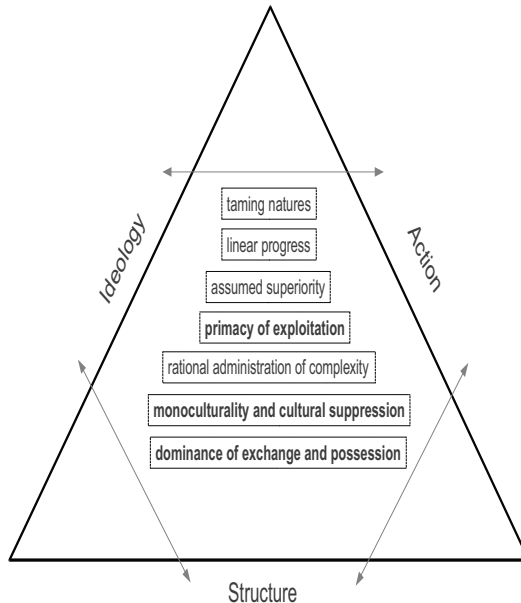 Ideology
Action
taming natures
linear progress
assumed superiority
primacy of exploitation
rational administration of complexity
monoculturality and cultural suppression
dominance of exchange and possession
Structure